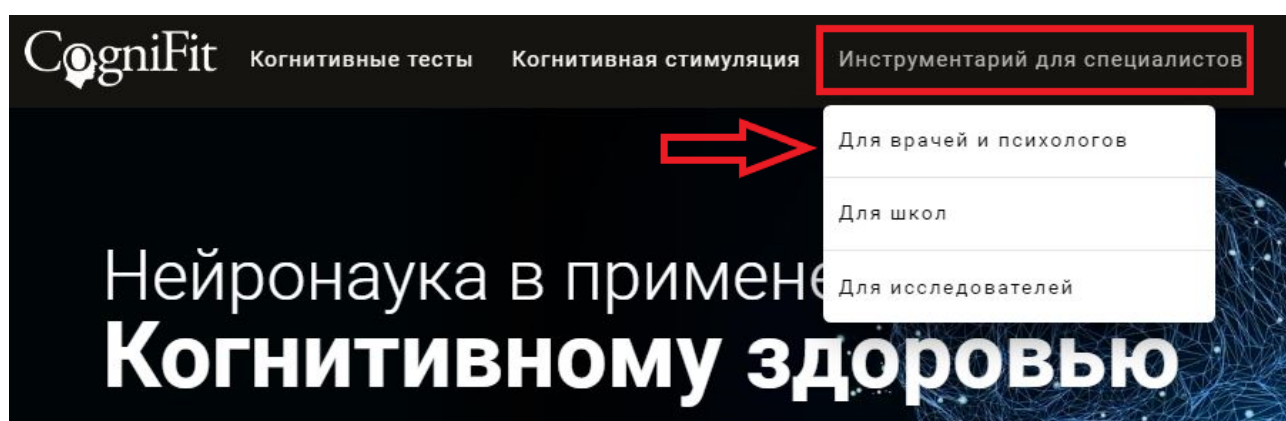 CogniFit Когнитивные тесты Когнитивная стимуляция Инструментарий для специалистов
Для врачей и психологов
Для школ
Для исследователей
Нейронаука в примене
Когнитивному здоровью